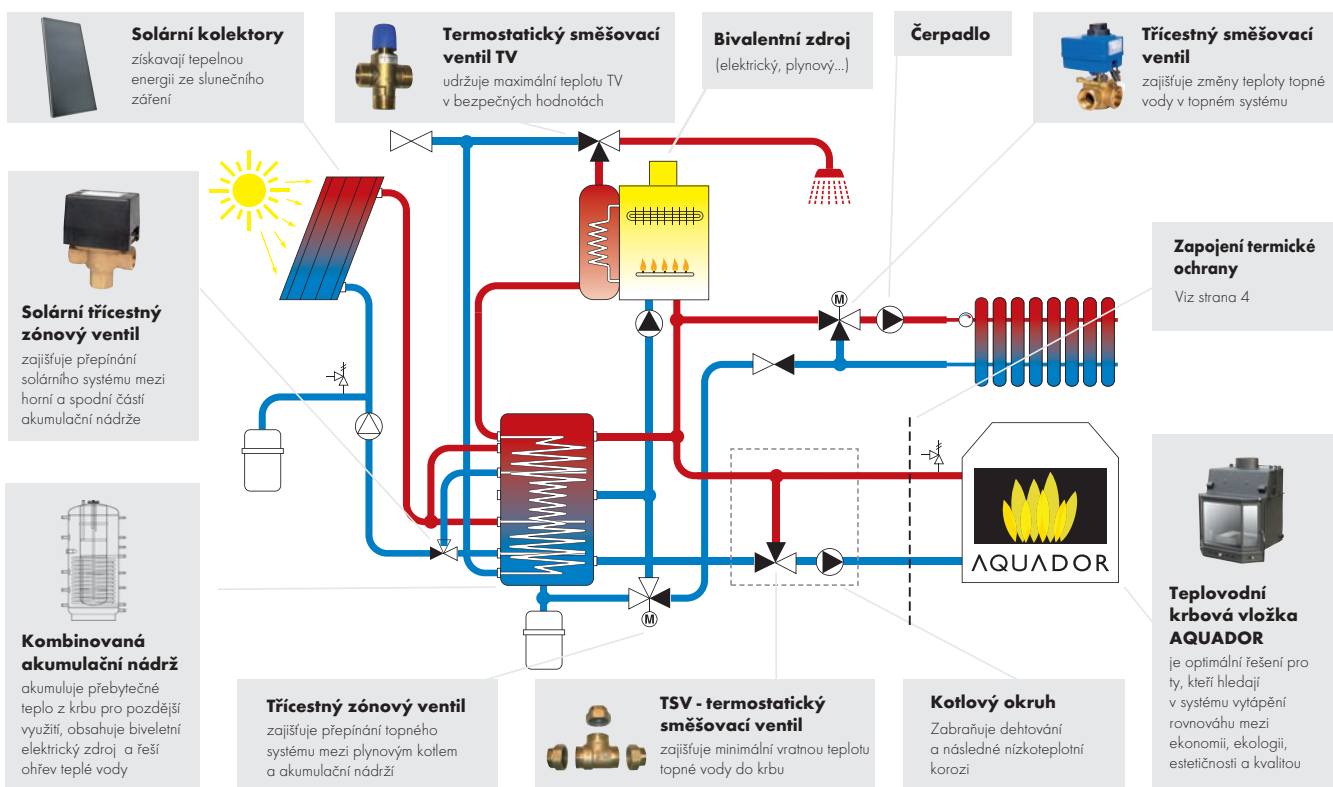 Solární kolektory
získavají tepelnou
energii ze slunečního
záření
Termostatický směšovací
ventil TV
udržuje maximální teplotu TV
v bezpečných hodnotách
Bivalentní zdroj
(elektrický, plynový...)
Čerpadlo
Třícestný směšovací
ventil
zajišťuje změny teploty topné
vody v topném systému
Solární třícestný
zónový ventil
zajišťuje přepínání
solárního systému mezi
horní a spodní částí
akumulační nádrže
M
Zapojení termické
ochrany
Viz strana 4
AQUADOR
M
Kombinovaná
akumulační nádrž
akumuluje přebytečné
teplo z krbu pro pozdější
využití, obsahuje biveletní
elektrický zdroj a řeší
ohřev teplé vody
Třícestný zónový ventil
zajišťuje přepínání topného
systému mezi plynovým kotlem
a akumulační nádrží
TSV - termostatický
směšovací ventil
zajišťuje minimální vratnou teplotu
topné vody do krbu
Kotlový okruh
Zabraňuje dehtování
a následné nízkoteplotní
korozi
Teplovodní
krbová vložka
AQUADOR
je optimální řešení pro
ty, kteří hledají
v systému vytápění
rovnováhu mezi
ekonomii, ekologii,
estetičnosti a kvalitou